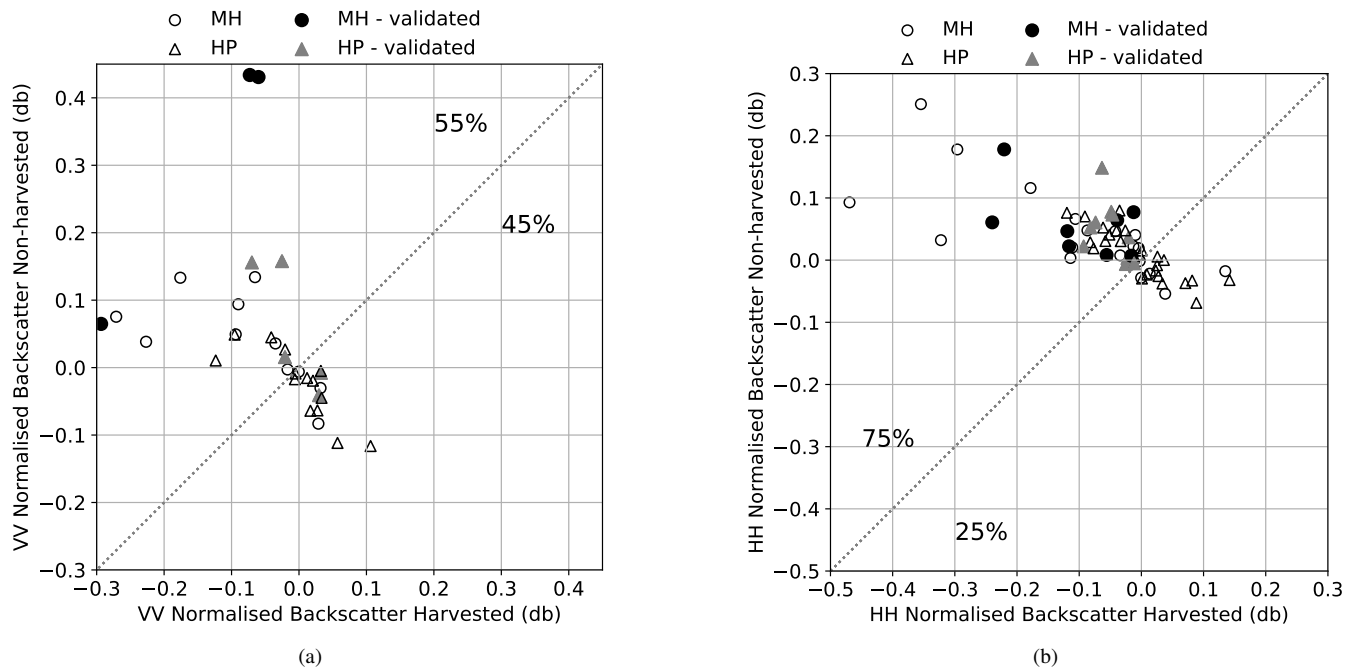 MH
MH - validated
HP
HP - validated
VV Normalised Backscatter Non-harvested (db)
0.4
0.3
0.2
0.1
0.0
−0.1
−0.2
−0.3
55%
45%
−0.3 −0.2 −0.1 0.0 0.1 0.2 0.3 0.4
VV Normalised Backscatter Harvested (db)
(a)
MH
MH - validated
HP
HP - validated
HH Normalised Backscatter Non-harvested (db)
0.3
0.2
0.1
0.0
−0.1
−0.2
−0.3
−0.4
−0.5
75%
25%
−0.5 −0.4 −0.3 −0.2 −0.1 0.0 0.1 0.2 0.3
HH Normalised Backscatter Harvested (db)
(b)